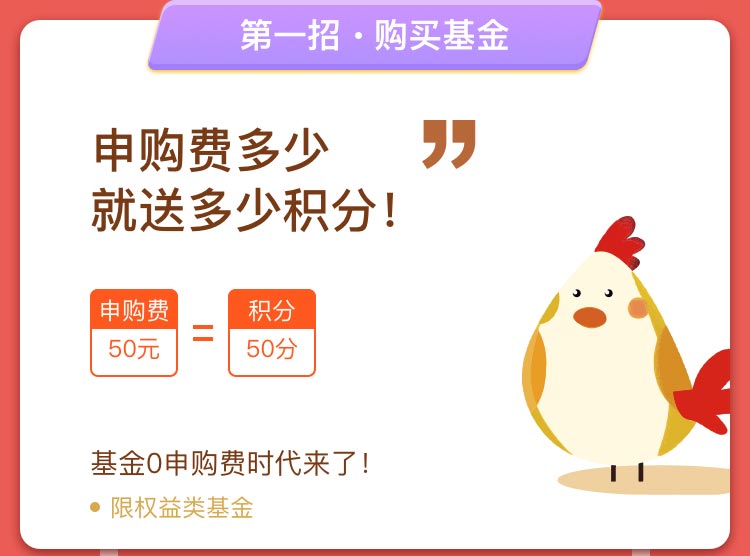 第一招·购买基金
申购费多少
就送多少积分!
申购费 积分
50元 = 50分
基金0申购费时代来了!
限权益类基金